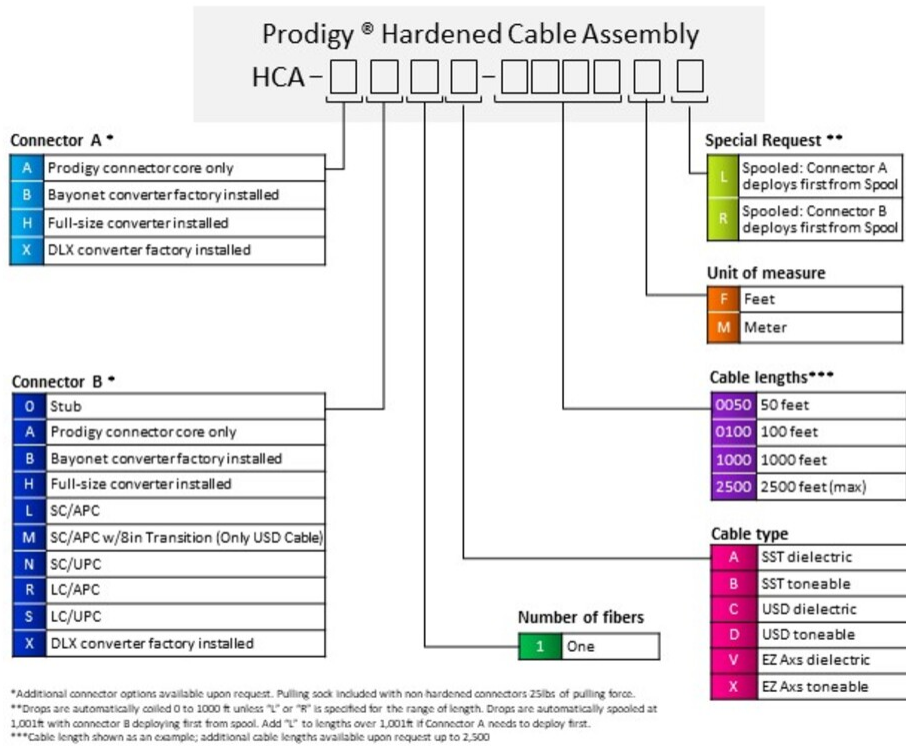 Prodigy ® Hardened Cable Assembly
HCA-
Connector A *
A Prodigy connector core only
B Bayonet converter factory installed
H Full-size converter installed
X DLX converter factory installed
Connector B *
0 Stub
A Prodigy connector core only
B Bayonet converter factory installed
H Full-size converter installed
L SC/APC
M SC/APC w/8in Transition (Only USD Cable)
N SC/UPC
R LC/APC
S LC/UPC
X DLX converter factory installed
Number of fibers
1 One
Special Request **
L Spooled: Connector A
deploys first from Spool
R Spooled: Connector B
deploys first from Spool
Unit of measure
F Feet
M Meter
Cable lengths***
0050 50 feet
0100 100 feet
1000 1000 feet
2500 2500 feet (max)
Cable type
A SST dielectric
B SST toneable
C USD dielectric
D USD toneable
V EZ Axs dielectric
X EZ Axs toneable
*Additional connector options available upon request. Pulling sock included with non hardened connectors 25lbs of pulling force.
**Drops are automatically coiled 0 to 1000 ft unless "L" or "R" is specified for the range of length. Drops are automatically spooled at
1,001ft with connector B deploying first from spool. Add "L" to lengths over 1,001ft if Connector A needs to deploy first.
***Cable length shown as an example; additional cable lengths available upon request up to 2,500